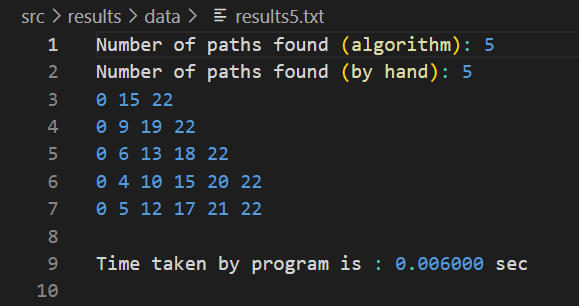 src > results > data > results5.txt
1 Number of paths found (algorithm): 5
2 Number of paths found (by hand): 5
3 0 15 22
4 0 9 19 22
5 0 6 13 18 22
6 0 4 10 15 20 22
7 0 5 12 17 21 22
8
9 Time taken by program is : 0.006000 sec
10